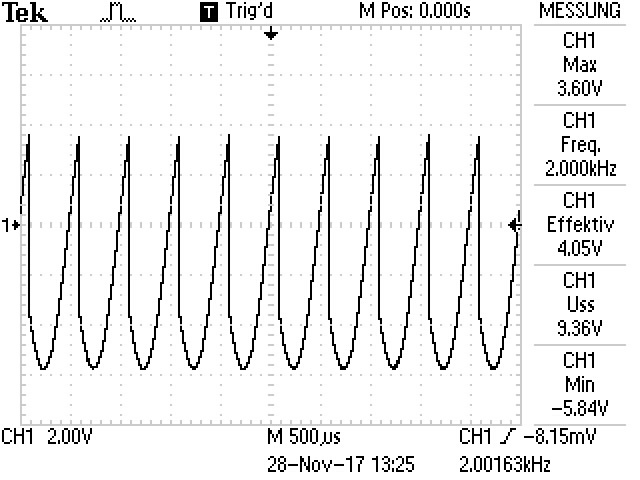 Tek T Trig'd M Pos: 0.000s MESSUNG
CH1
Max
3.60V
CH1
Freq.
2.000kHz
CH1
Effektiv
4.05V
CH1
Uss
9.36V
CH1
Min
-5.84V
1
CH1 2.00V M 500µs CH1 -8.15mV
28-Nov-17 13:25 2.00163kHz